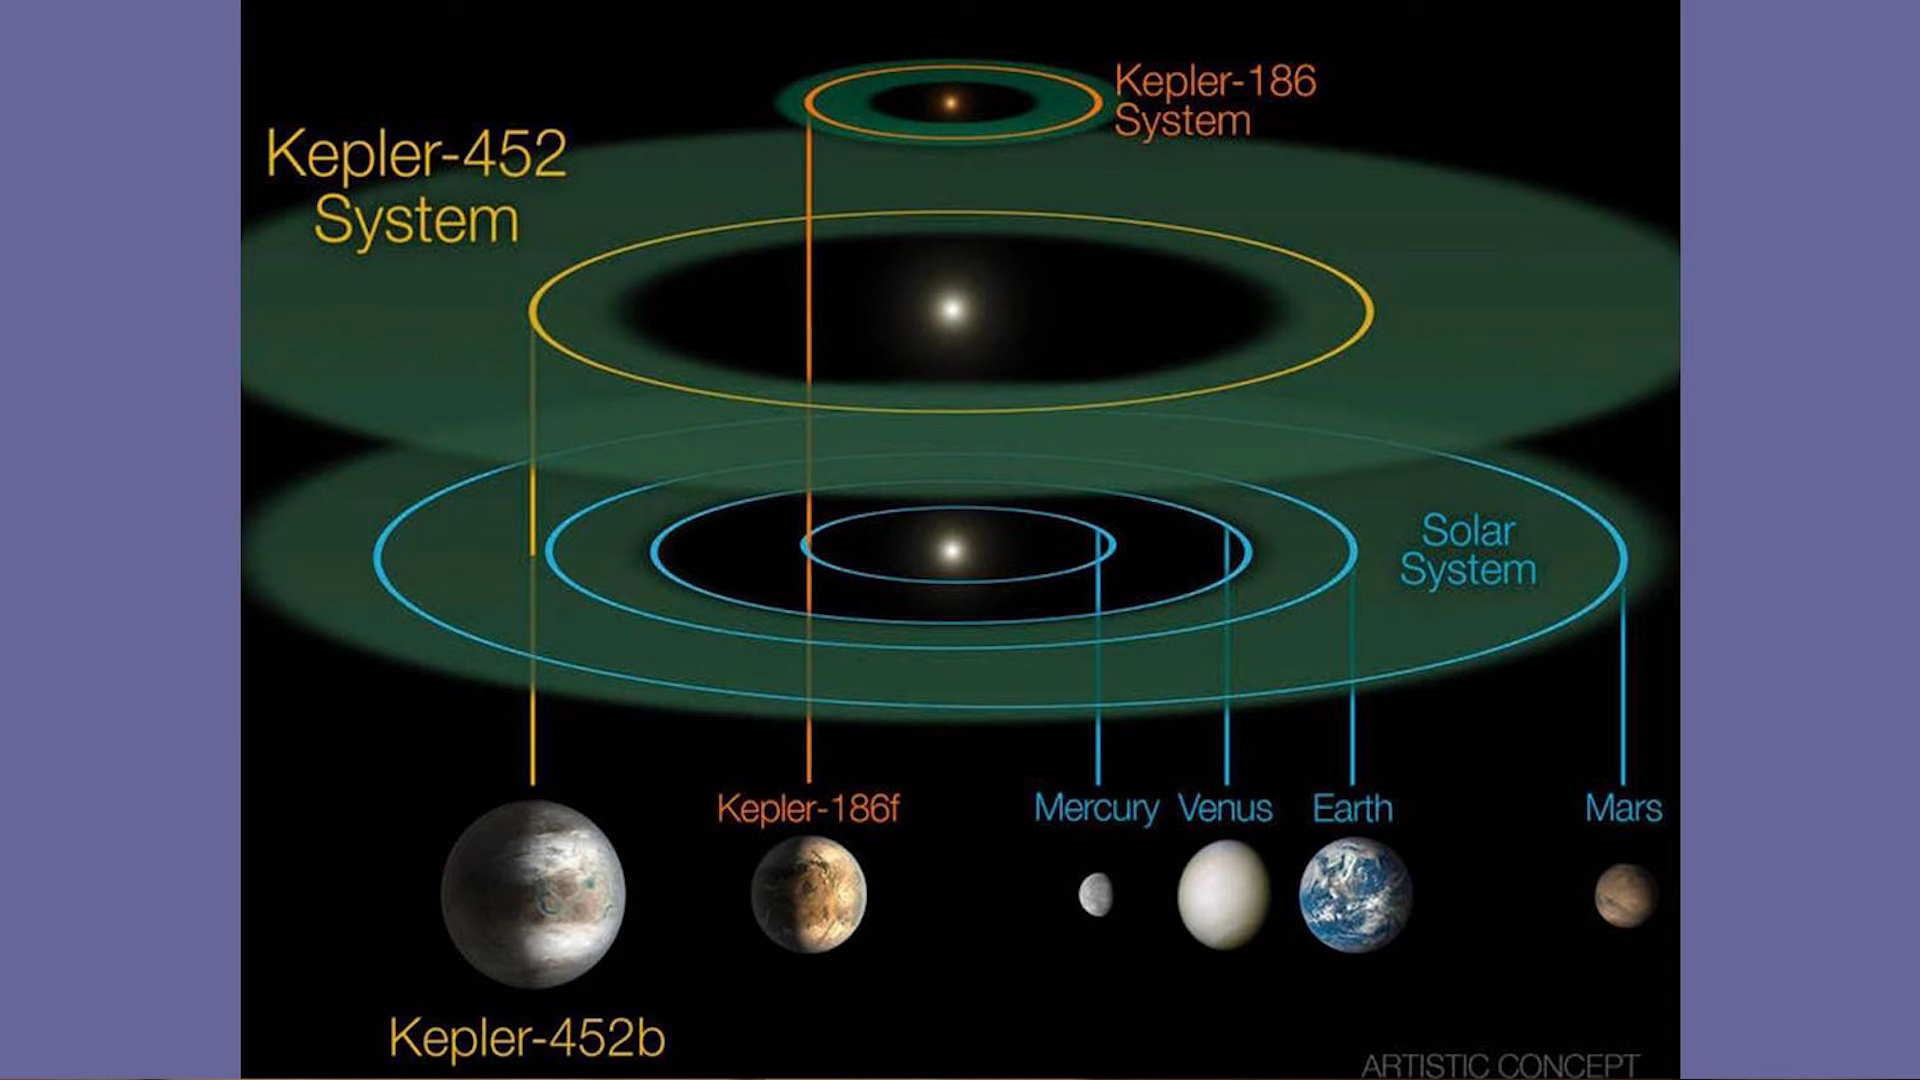 Kepler-186
System
Kepler-452
System
Solar
System
Kepler-186f
Mercury
Venus
Earth
Mars
Kepler-452b
ARTISTIC CONCEPT